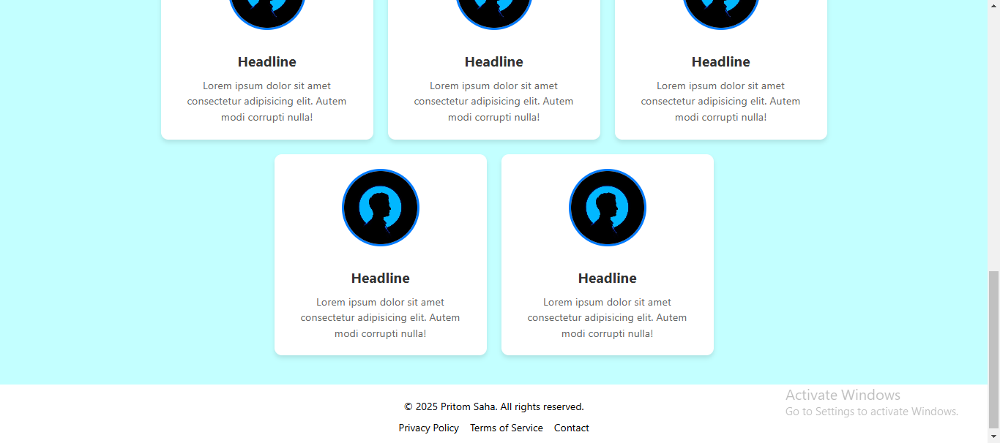 Headline
Lorem ipsum dolor sit amet
consectetur adipisicing elit. Autem
modi corrupti nulla!
Headline
Lorem ipsum dolor sit amet
consectetur adipisicing elit. Autem
modi corrupti nulla!
Headline
Lorem ipsum dolor sit amet
consectetur adipisicing elit. Autem
modi corrupti nulla!
Headline
Lorem ipsum dolor sit amet
consectetur adipisicing elit. Autem
modi corrupti nulla!
Headline
Lorem ipsum dolor sit amet
consectetur adipisicing elit. Autem
modi corrupti nulla!
© 2025 Pritom Saha. All rights reserved.
Privacy Policy Terms of Service Contact
Activate Windows
Go to Settings to activate Windows.